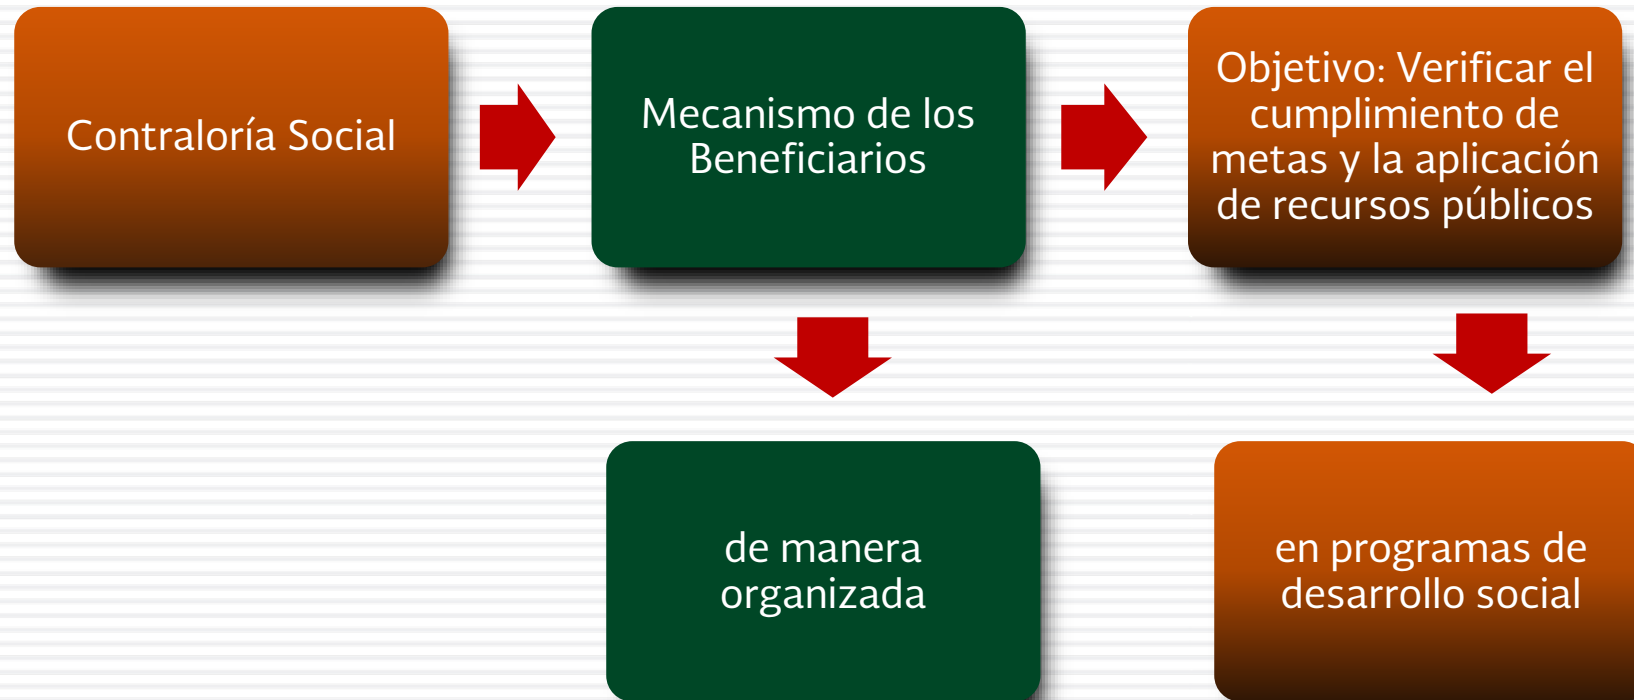 Contraloría Social
Mecanismo de los
Beneficiarios
Objetivo: Verificar el
cumplimiento de
metas y la aplicación
de recursos públicos
de manera
organizada
en programas de
desarrollo social